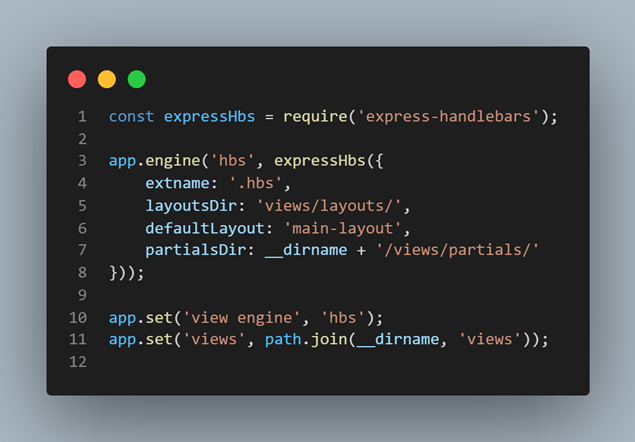 1 const expressHbs = require('express-handlebars');
2
3 app.engine('hbs', expressHbs({
4     extname: '.hbs',
5     layoutsDir: 'views/layouts/',
6     defaultLayout: 'main-layout',
7     partialsDir: __dirname + '/views/partials/'
8 }));
9
10 app.set('view engine', 'hbs');
11 app.set('views', path.join(__dirname, 'views'));
12